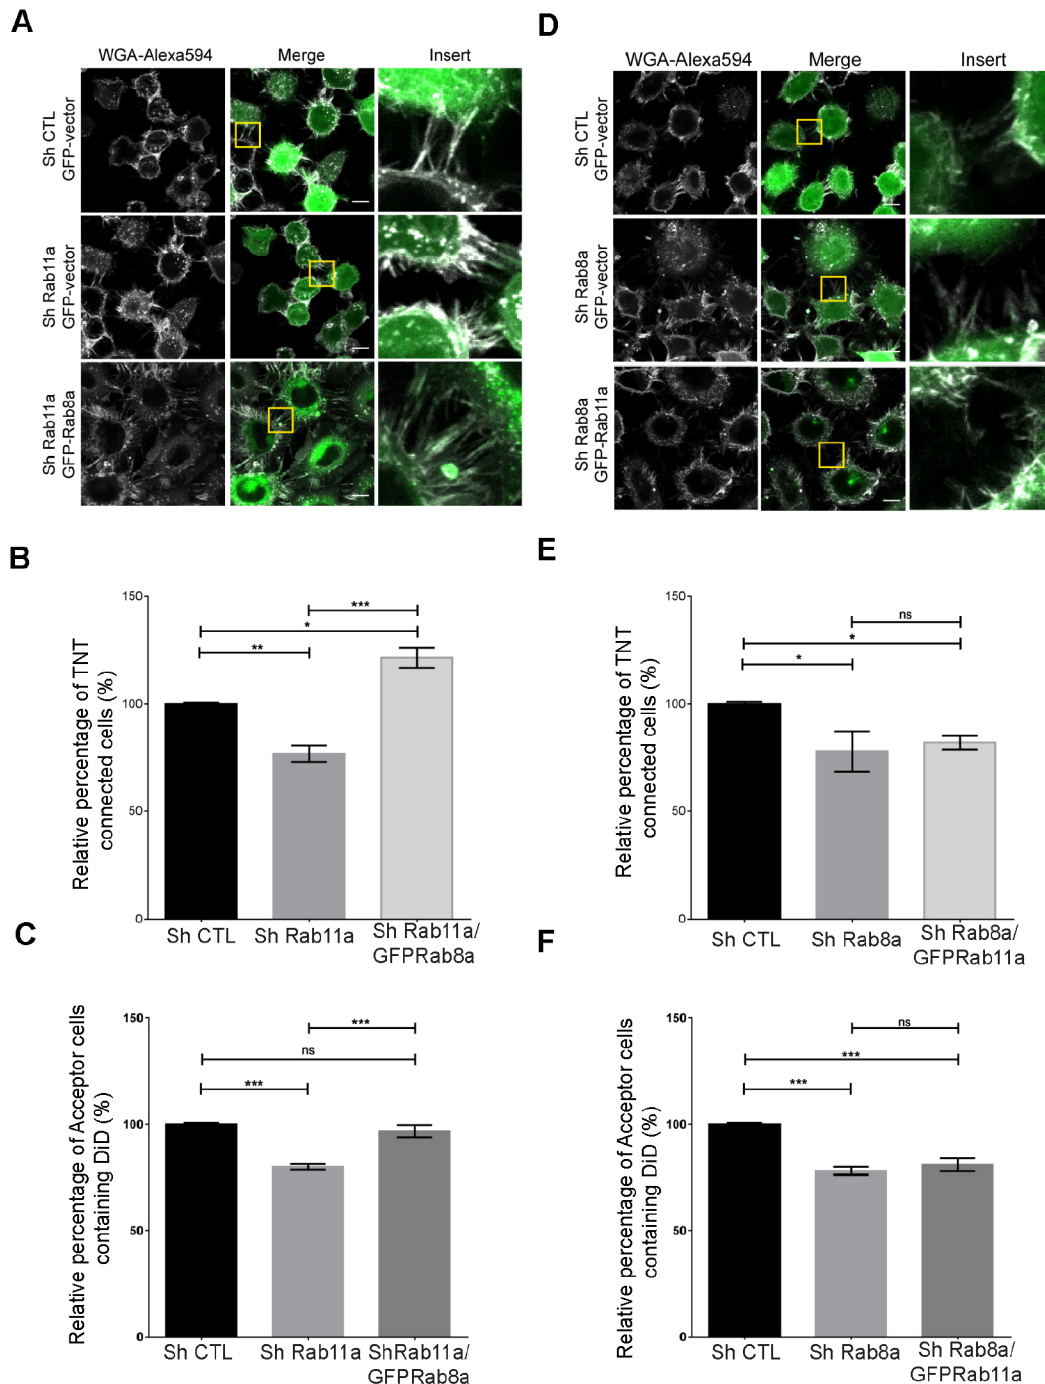 A
WGA-Alexa594 Merge Insert
Sh CTL
GFP-vector
Sh Rab11a
GFP-vector
Sh Rab11a
GFP-Rab8a
B
Relative percentage of TNT
connected cells (%)
150
100
50
0
***
*
**
Sh CTL Sh Rab11a Sh Rab11a/
GFPRab8a
C
Relative percentage of Acceptor cells
containing DiD (%)
150
100
50
0
***
ns
***
Sh CTL Sh Rab11a ShRab11a/
GFPRab8a
D
WGA-Alexa594 Merge Insert
Sh CTL
GFP-vector
Sh Rab8a
GFP-vector
Sh Rab8a
GFP-Rab11a
E
Relative percentage of TNT
connected cells (%)
150
100
50
0
ns
*
*
Sh CTL Sh Rab8a Sh Rab8a/
GFPRab11a
F
Relative percentage of Acceptor cells
containing DiD (%)
150
100
50
0
ns
***
***
Sh CTL Sh Rab8a Sh Rab8a/
GFPRab11a